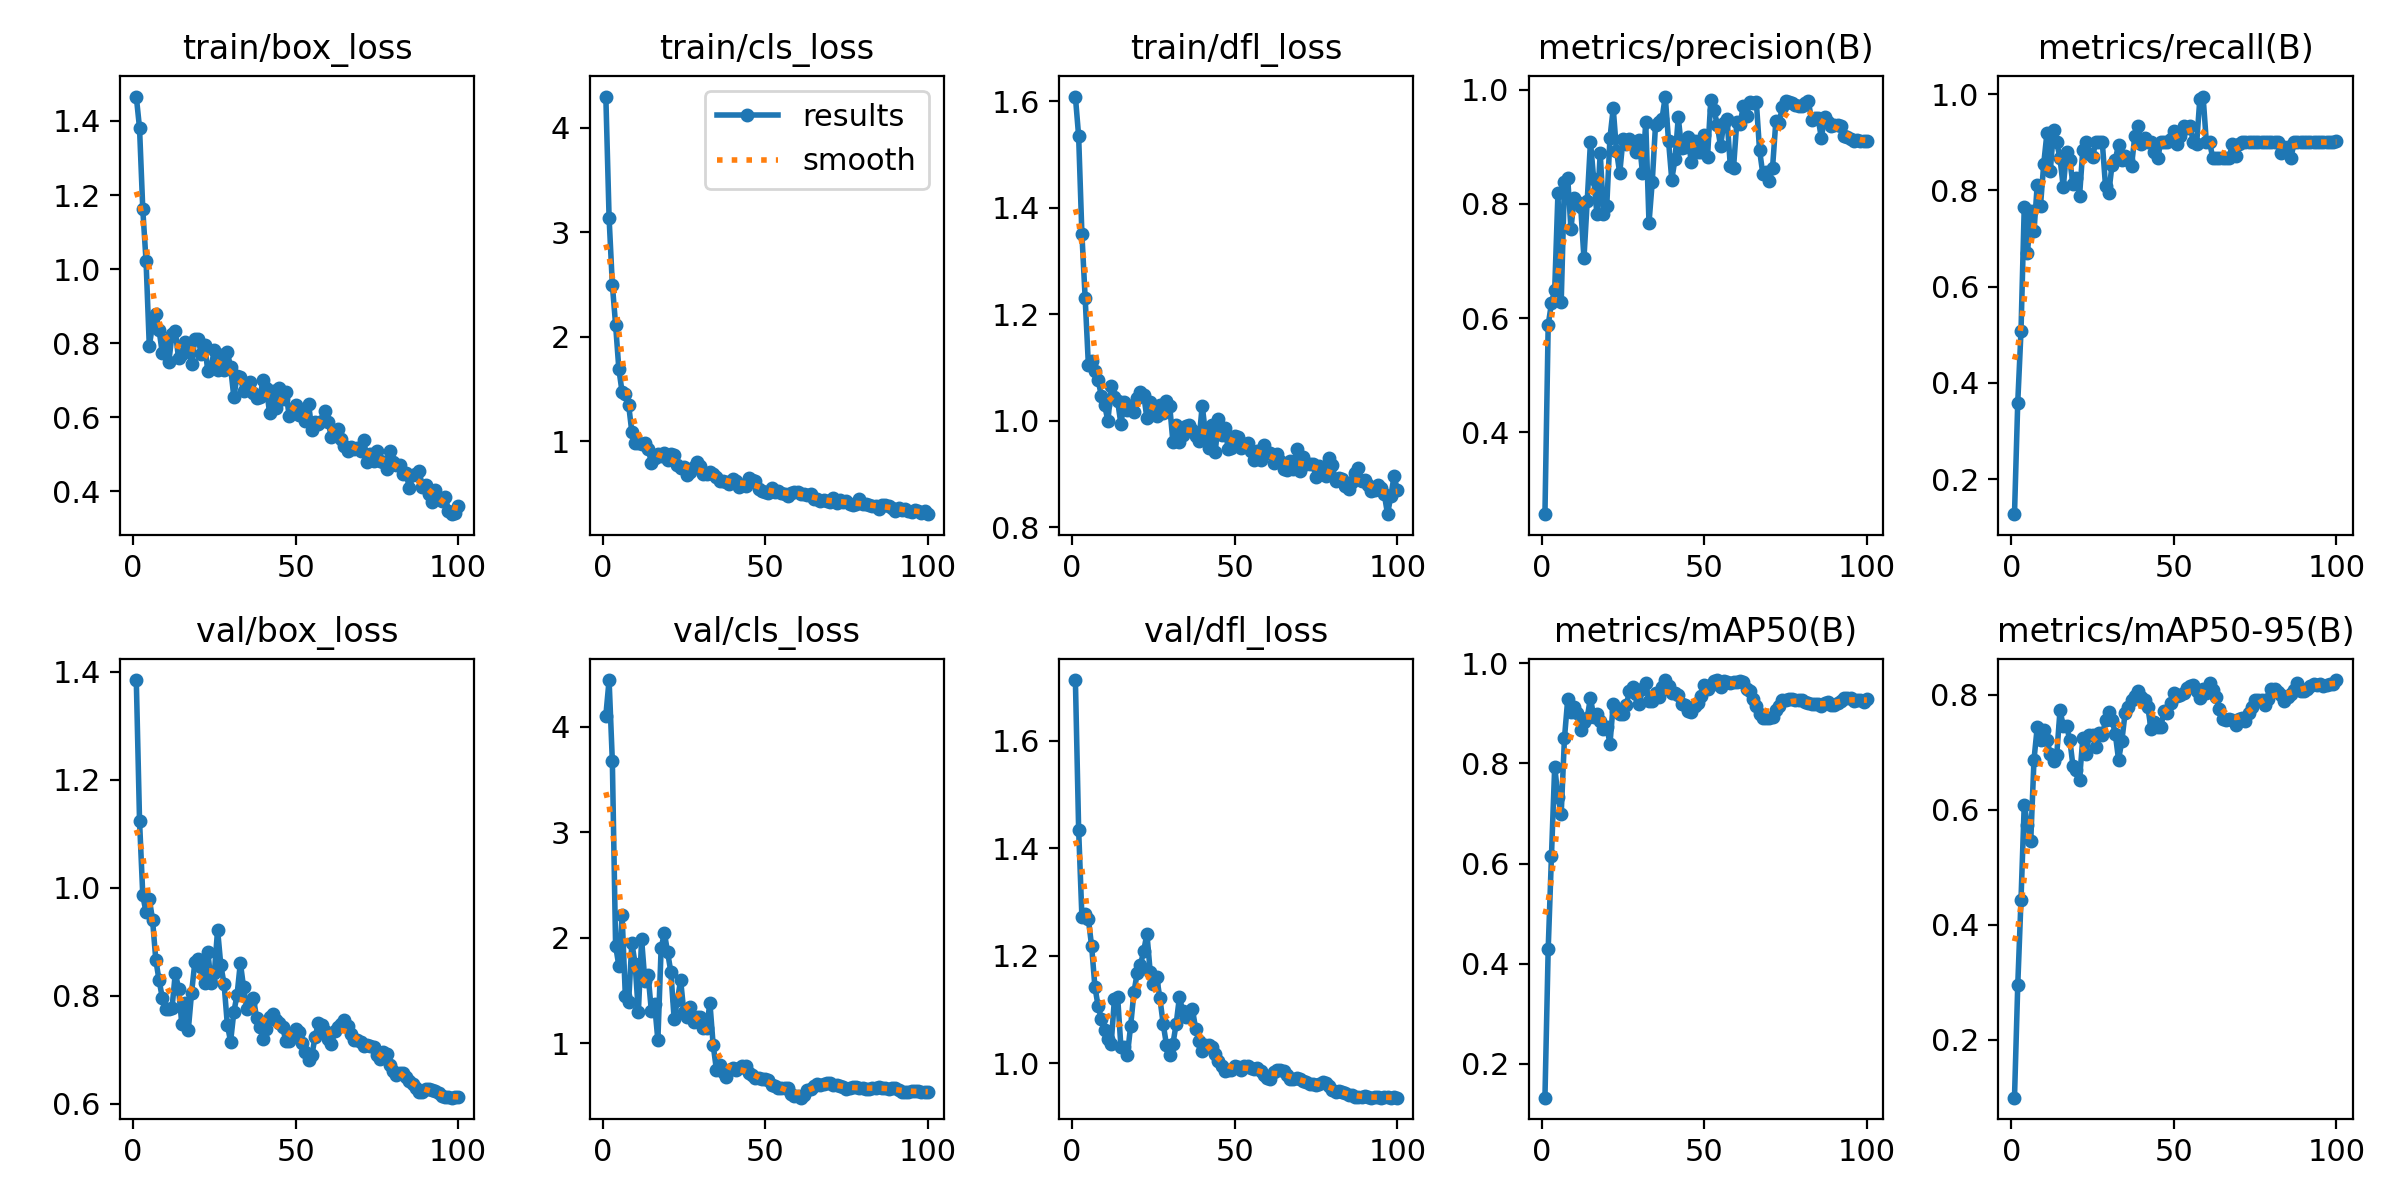 train/box_loss
1.4
1.2
1.0
0.8
0.6
0.4
0 50 100
train/cls_loss
results
smooth
4
3
2
1
0 50 100
train/dfl_loss
1.6
1.4
1.2
1.0
0.8
0 50 100
metrics/precision(B)
1.0
0.8
0.6
0.4
0 50 100
metrics/recall(B)
1.0
0.8
0.6
0.4
0.2
0 50 100
val/box_loss
1.4
1.2
1.0
0.8
0.6
0 50 100
val/cls_loss
4
3
2
1
0 50 100
val/dfl_loss
1.6
1.4
1.2
1.0
0 50 100
metrics/mAP50(B)
1.0
0.8
0.6
0.4
0.2
0 50 100
metrics/mAP50-95(B)
0.8
0.6
0.4
0.2
0 50 100